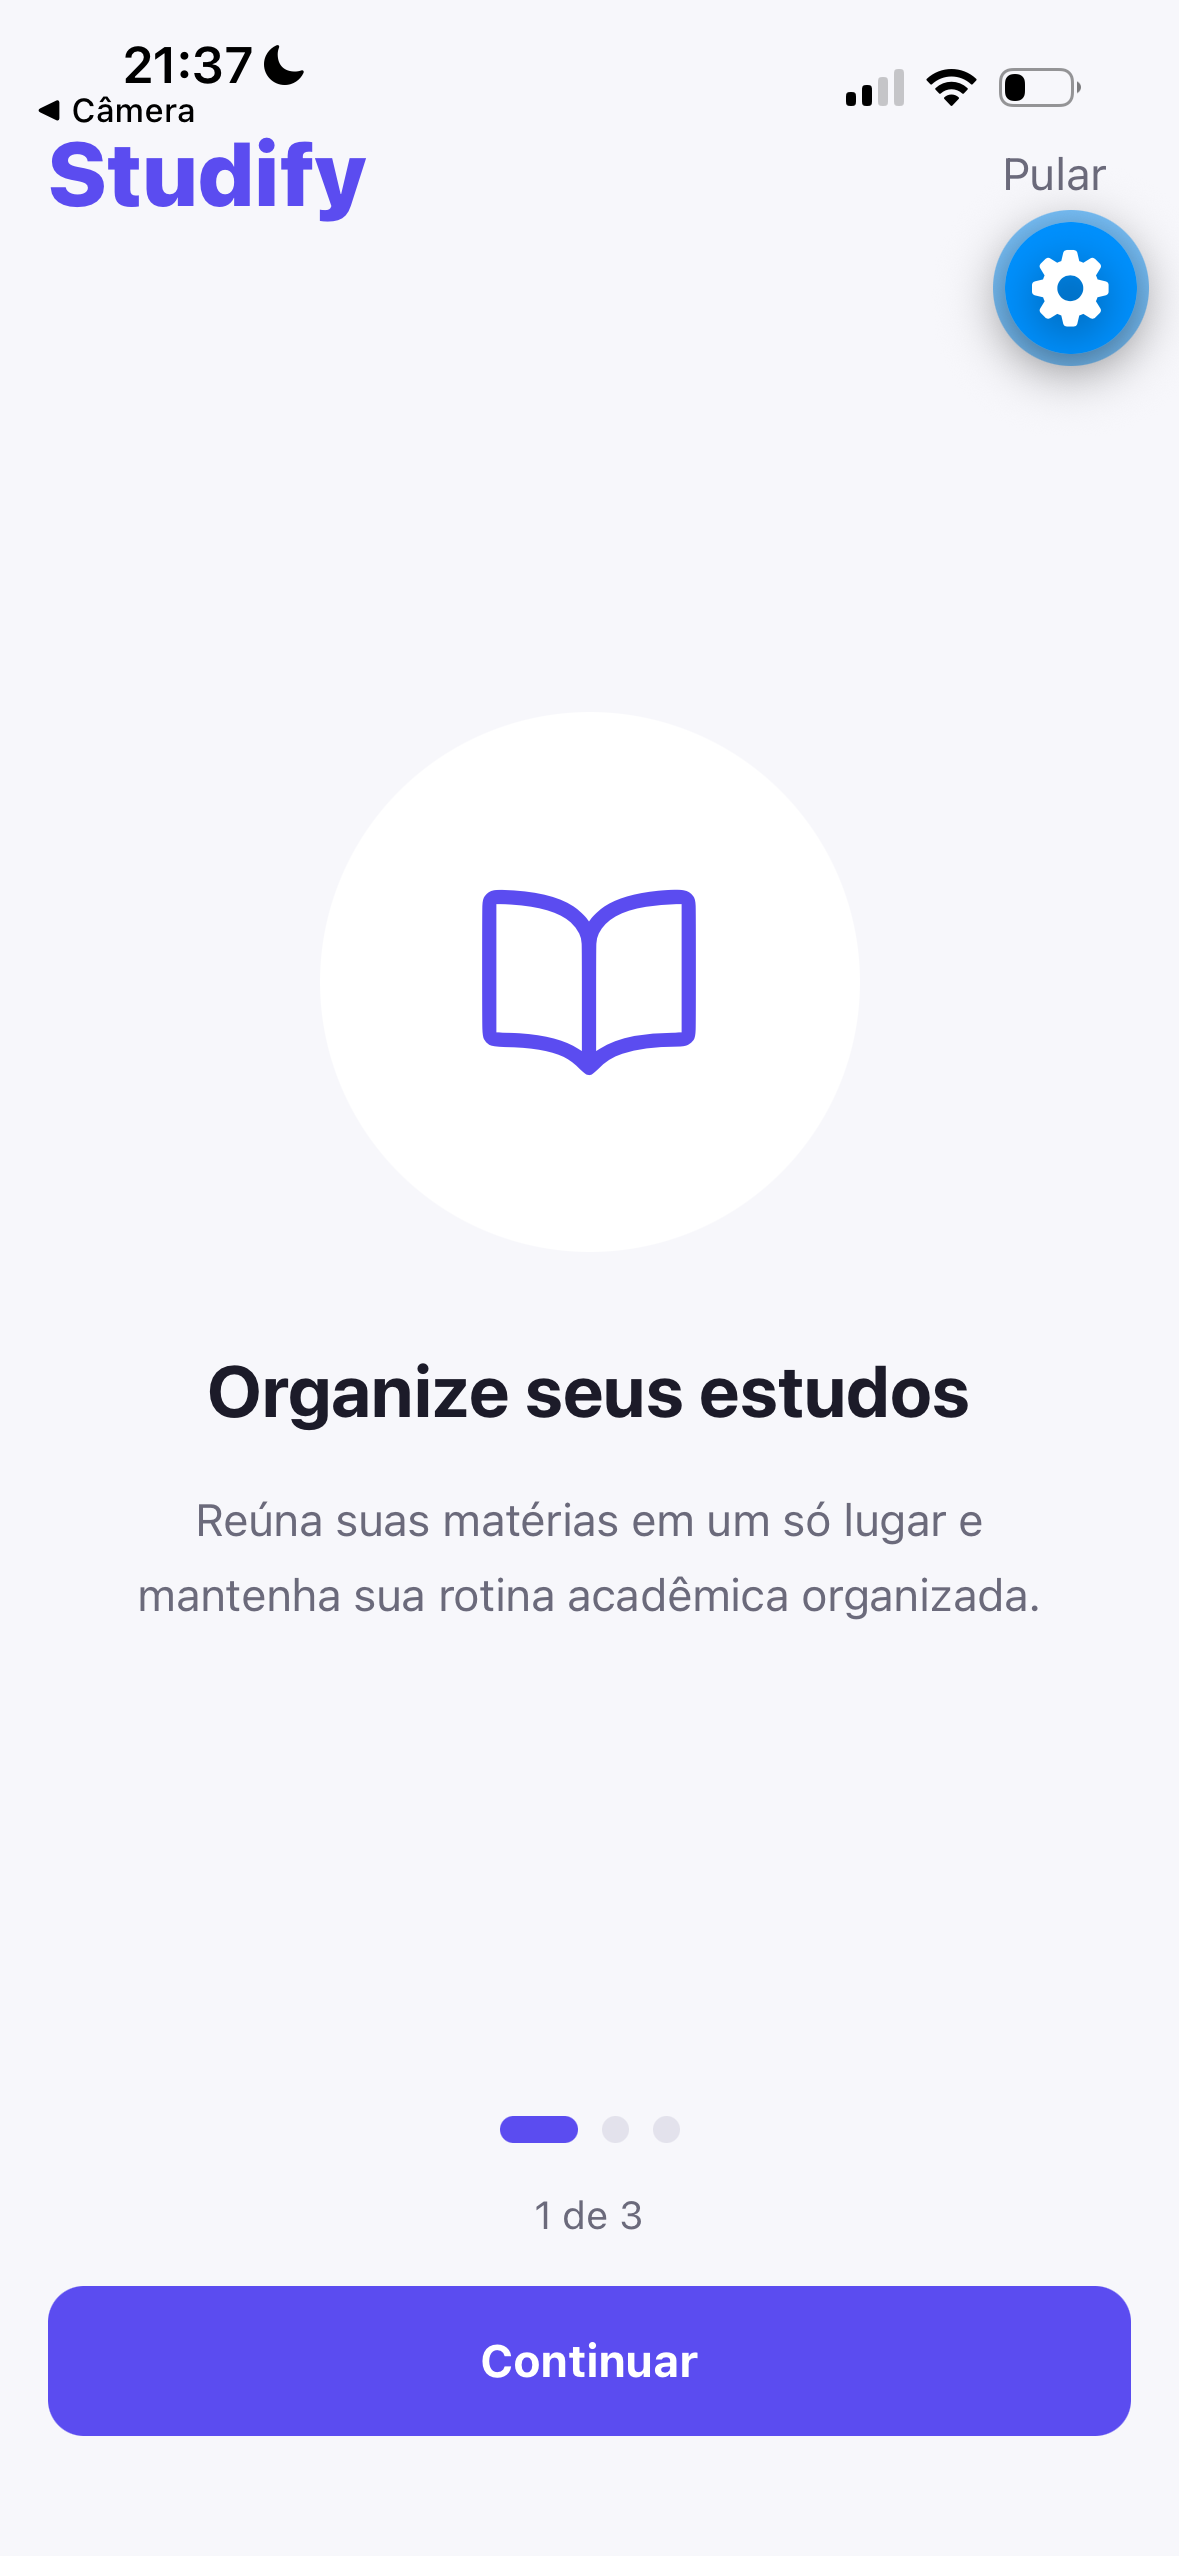 21:37
Câmera
Studify
Pular
Organize seus estudos
Reúna suas matérias em um só lugar e
mantenha sua rotina acadêmica organizada.
1 de 3
Continuar